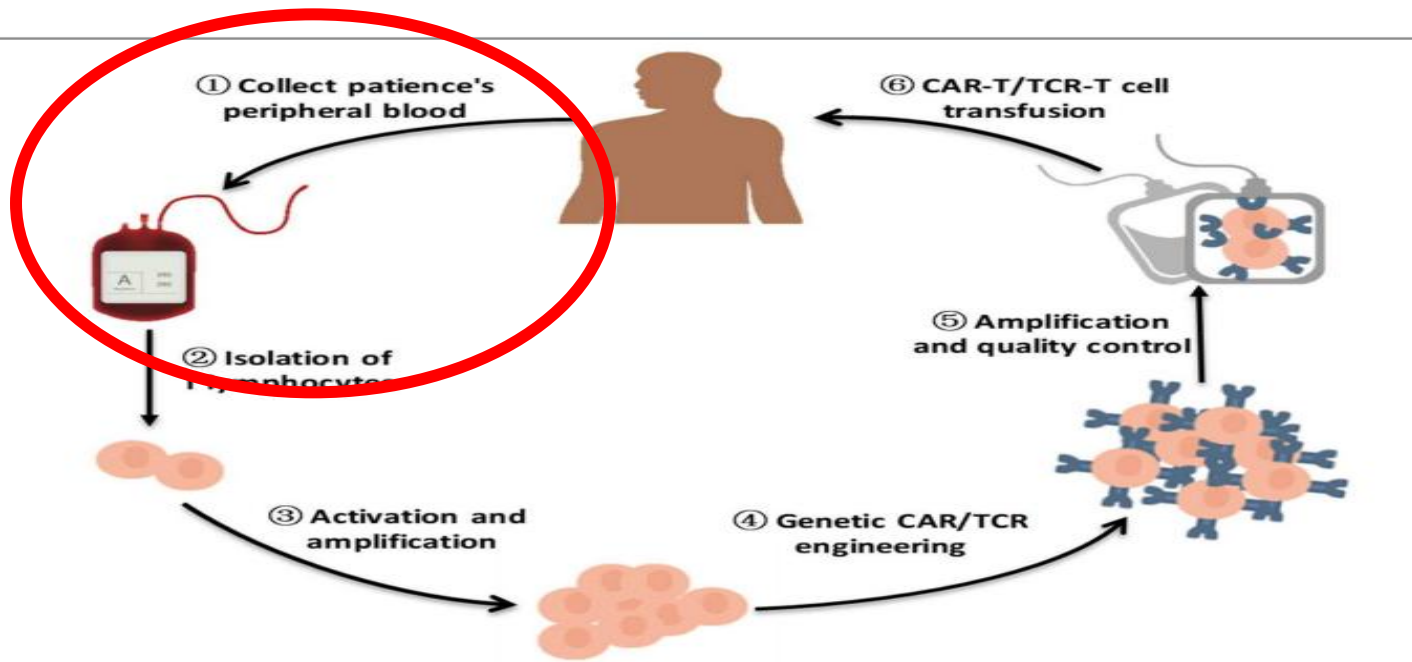 ① Collect patience's
peripheral blood
⑥ CAR-T/TCR-T cell
transfusion
A
② Isolation of
lymphocytes
⑤ Amplification
and quality control
③ Activation and
amplification
④ Genetic CAR/TCR
engineering